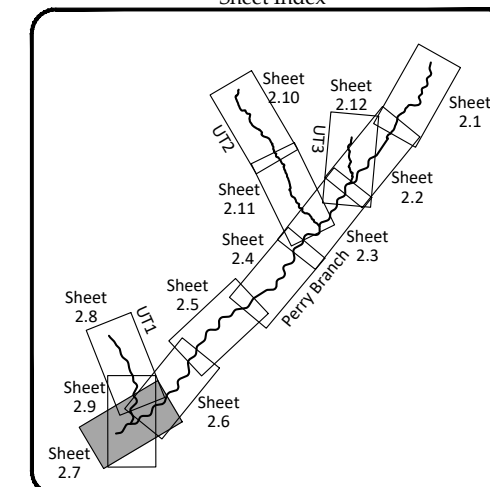 Sheet Index
Sheet
2.10
Sheet
2.12
Sheet
2.1
UT2
UT3
Sheet
2.11
Sheet
2.2
Sheet
2.4
Sheet
2.3
Perry Branch
Sheet
2.5
Sheet
2.8
UT1
Sheet
2.9
Sheet
2.6
Sheet
2.7